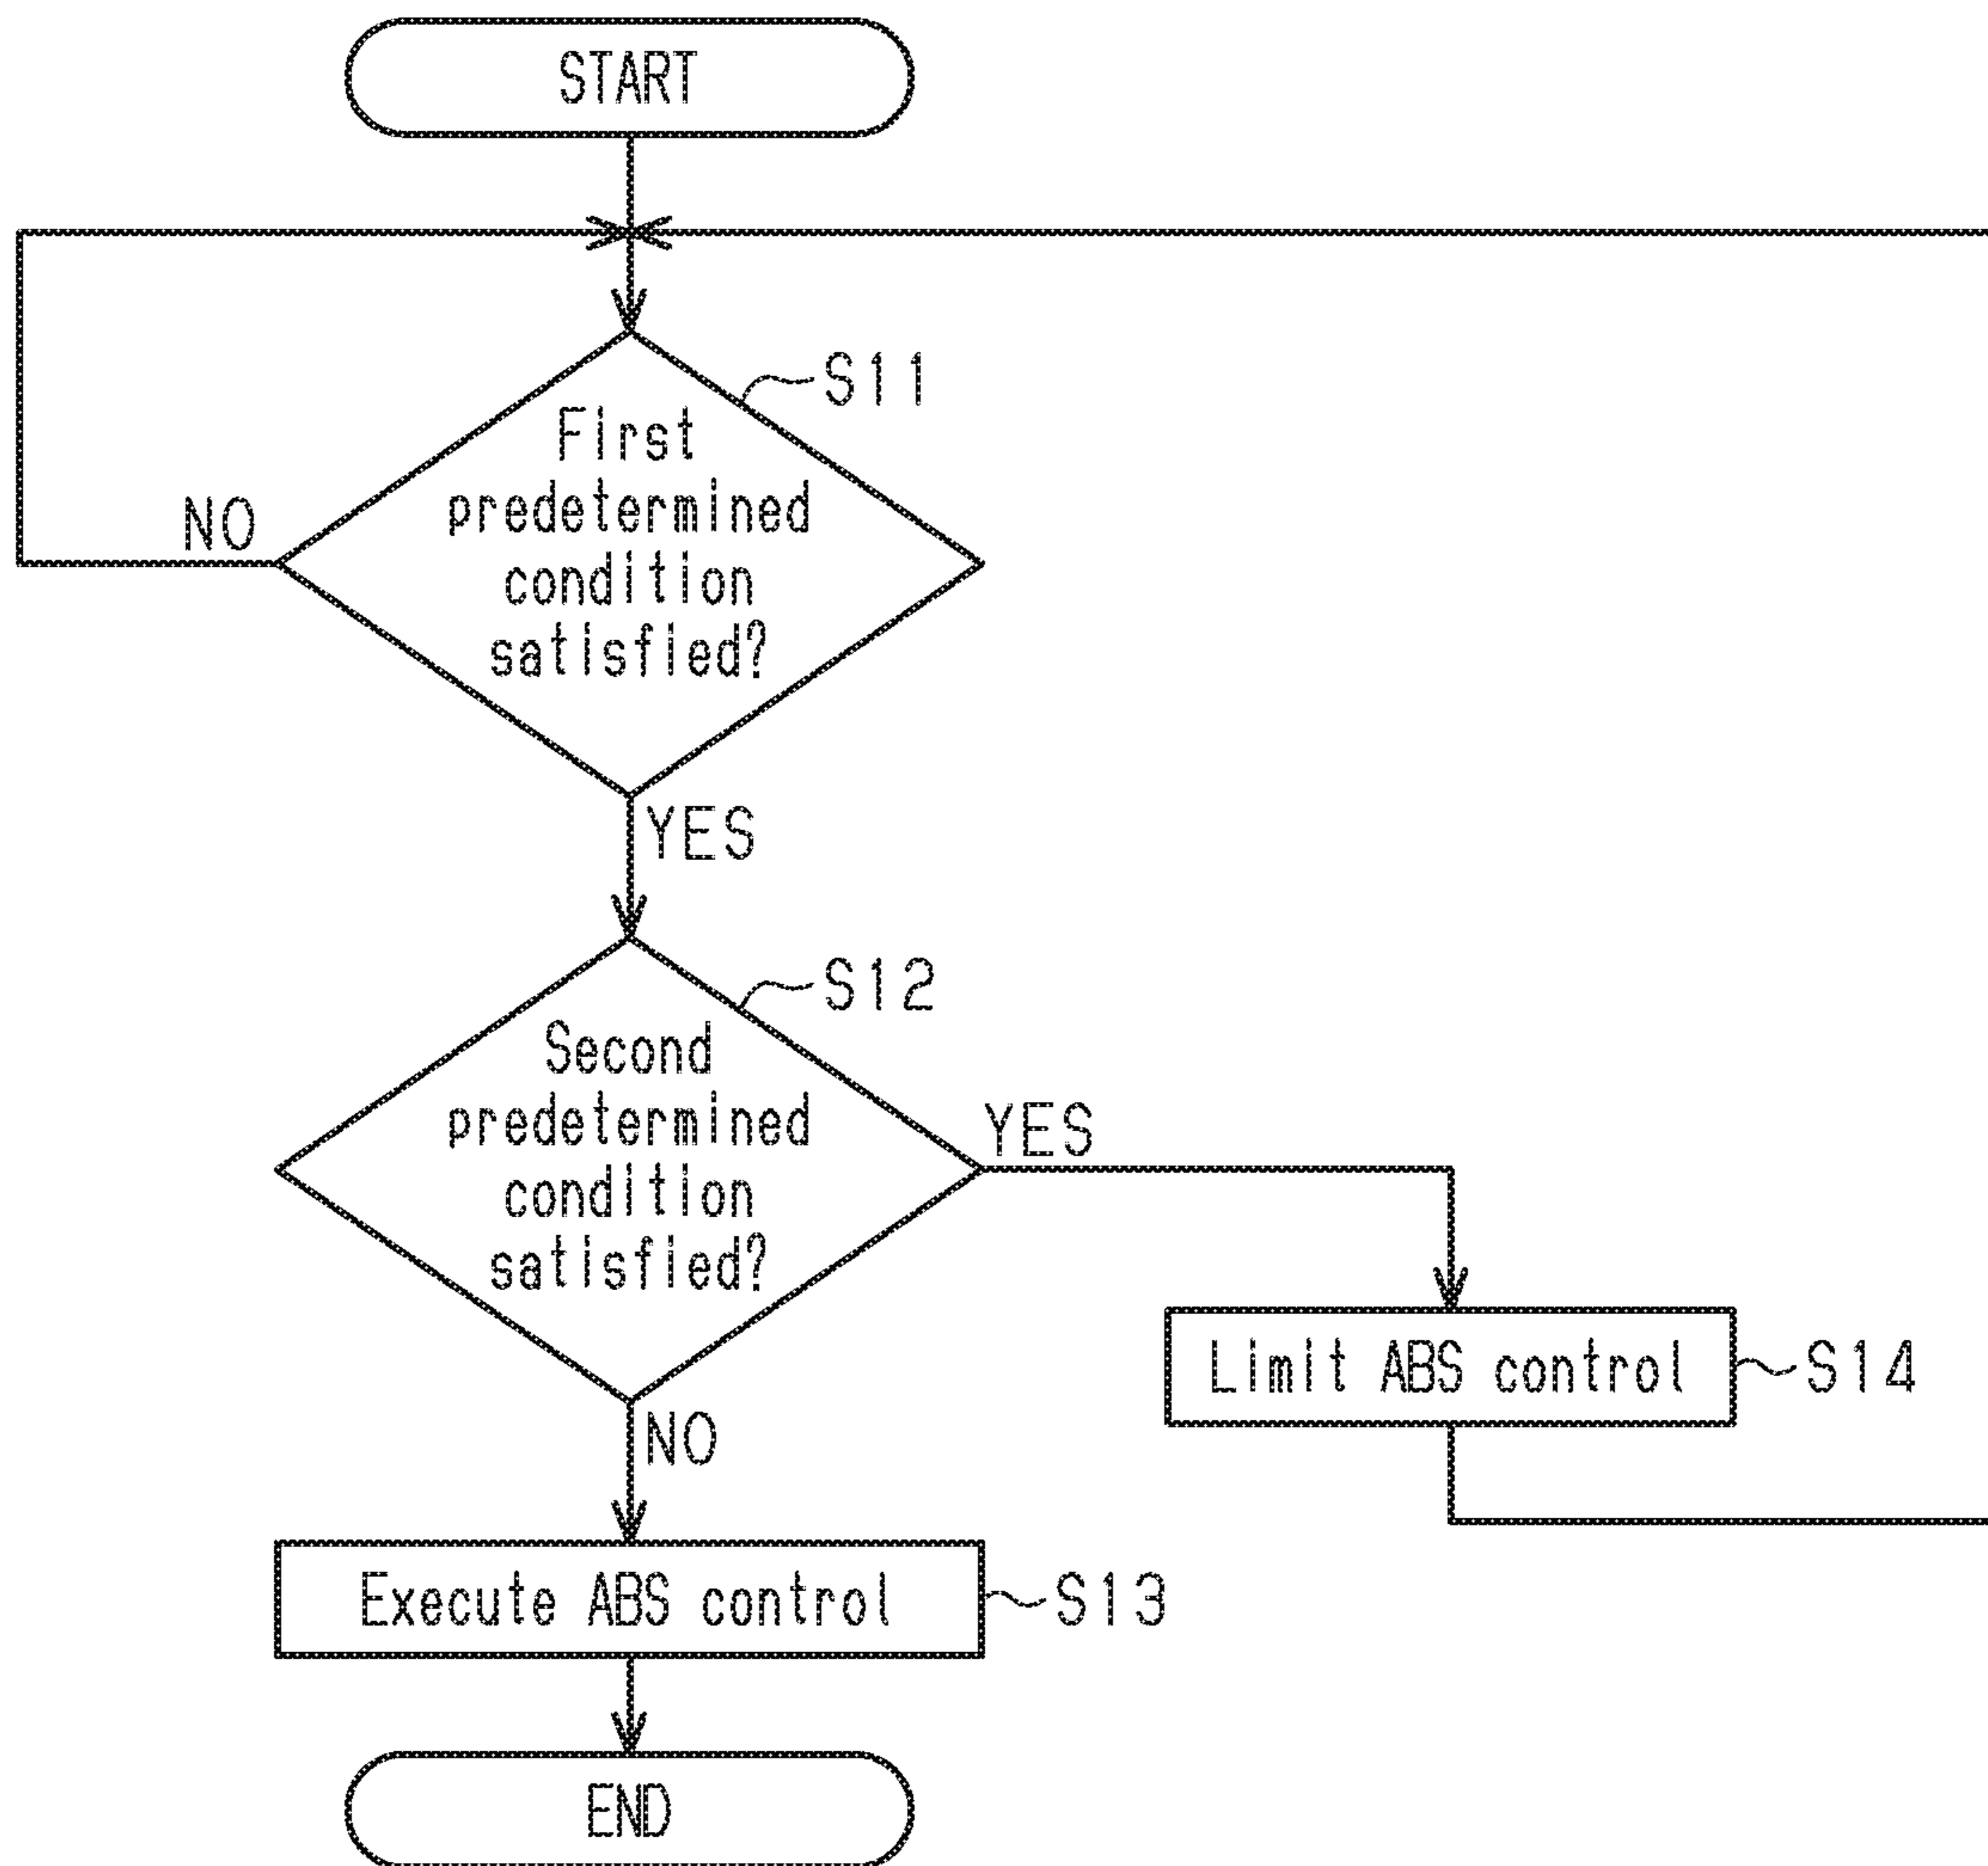 START
S11
First
predetermined
condition
satisfied?
NO
YES
S12
Second
predetermined
condition
satisfied?
YES
NO
Limit ABS control
S14
Execute ABS control
S13
END